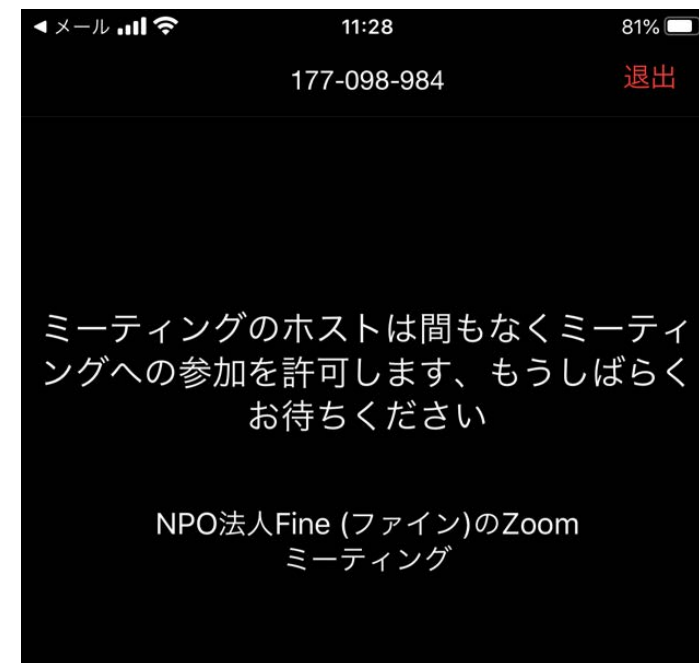 ◀メール 11:28 81%
177-098-984 退出
ミーティングのホストは間もなくミーティ
ングへの参加を許可します、もうしばらく
お待ちください
NPO法人Fine (ファイン)のZoom
ミーティング